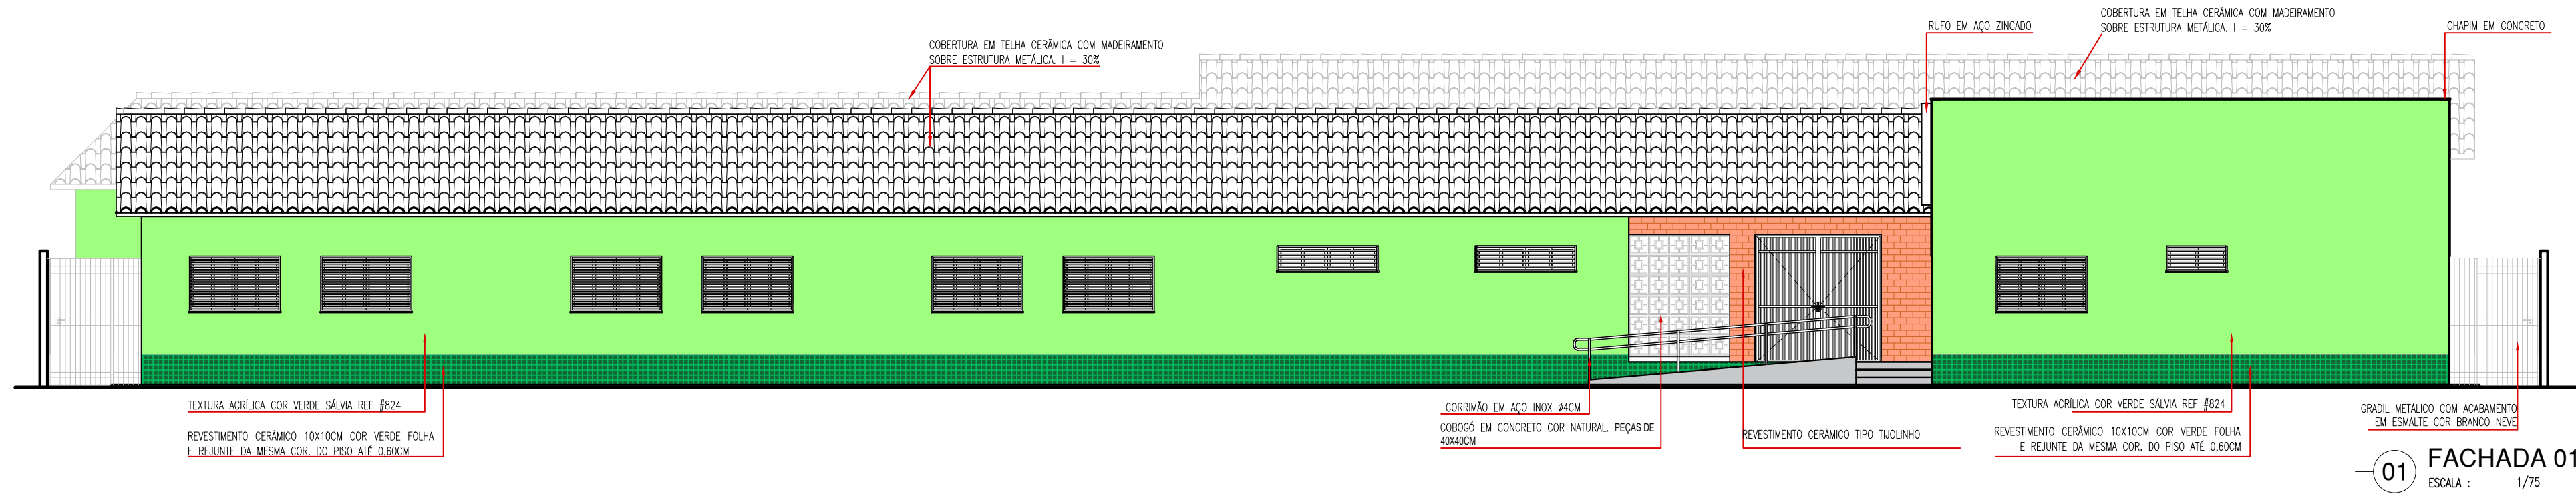 COBERTURA EM TELHA CERÂMICA COM MADEIRAMENTO
SOBRE ESTRUTURA METÁLICA. I = 30%
RUFO EM AÇO ZINCADO
COBERTURA EM TELHA CERÂMICA COM MADEIRAMENTO
SOBRE ESTRUTURA METÁLICA. I = 30%
CHAPIM EM CONCRETO
TEXTURA ACRÍLICA COR VERDE SÁLVIA REF #824
REVESTIMENTO CERÂMICO 10X10CM COR VERDE FOLHA
E REJUNTE DA MESMA COR. DO PISO ATÉ 0,60CM
CORRIMÃO EM AÇO INOX ø4CM
COBOGÓ EM CONCRETO COR NATURAL. PEÇAS DE
40X40CM
REVESTIMENTO CERÂMICO TIPO TIJOLINHO
TEXTURA ACRÍLICA COR VERDE SÁLVIA REF #824
REVESTIMENTO CERÂMICO 10X10CM COR VERDE FOLHA
E REJUNTE DA MESMA COR. DO PISO ATÉ 0,60CM
GRADIL METÁLICO COM ACABAMENTO
EM ESMALTE COR BRANCO NEVE
01
FACHADA 01
ESCALA : 1/75